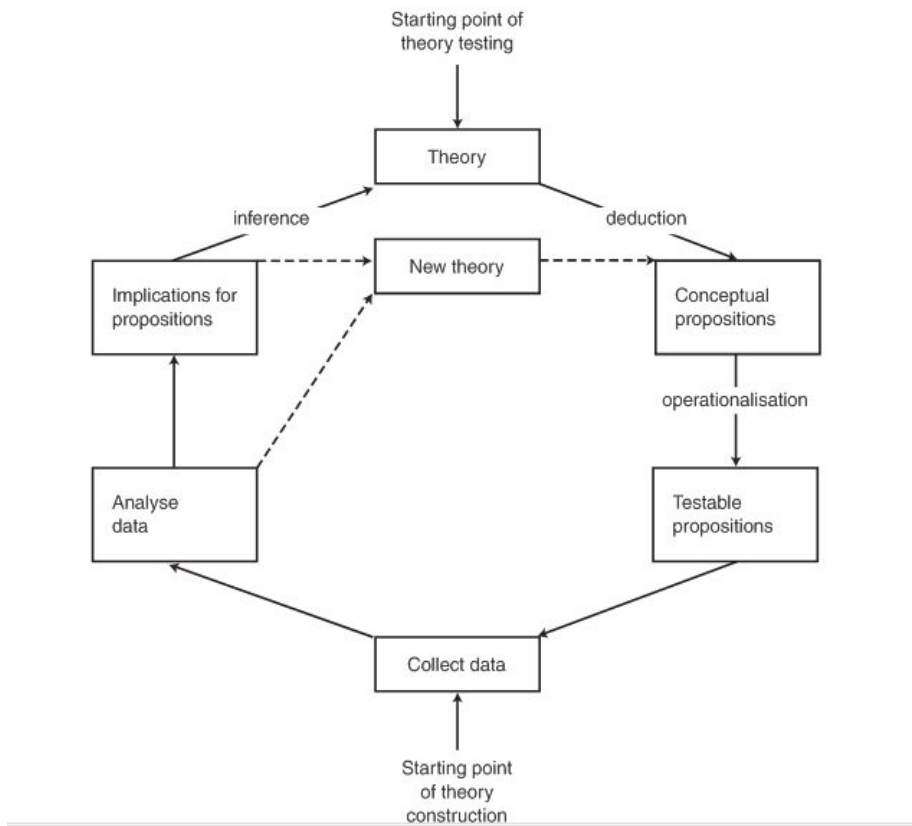 Starting point of
theory testing
Theory
inference
deduction
New theory
Implications for
propositions
Conceptual
propositions
operationalisation
Analyse
data
Testable
propositions
Collect data
Starting point
of theory
construction